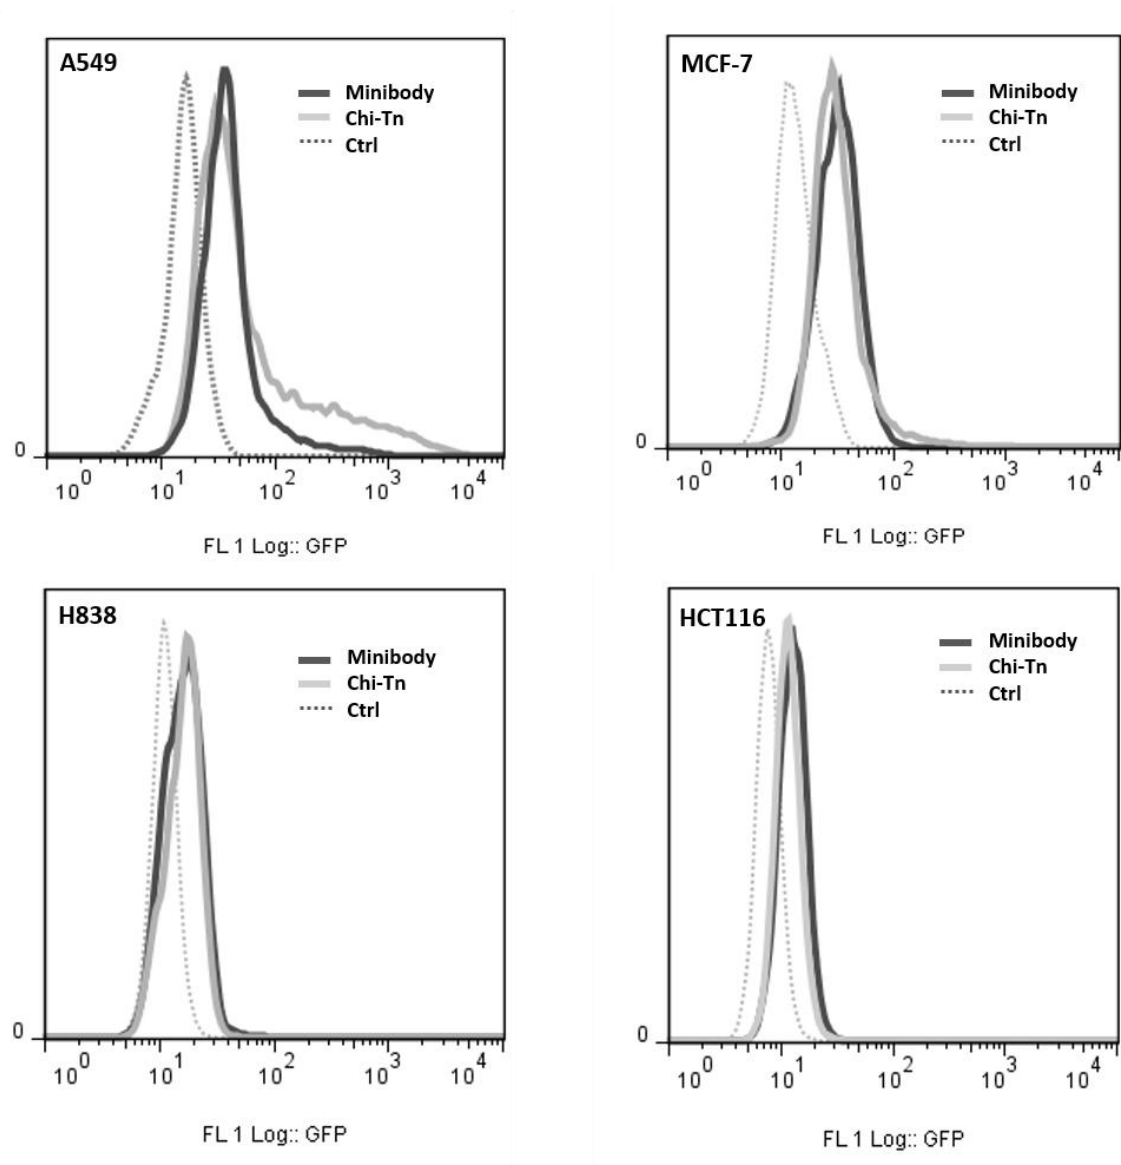 A549
Minibody
Chi-Tn
Ctrl
0
10^0 10^1 10^2 10^3 10^4
FL 1 Log:: GFP
MCF-7
Minibody
Chi-Tn
Ctrl
0
10^0 10^1 10^2 10^3 10^4
FL 1 Log:: GFP
H838
Minibody
Chi-Tn
Ctrl
0
10^0 10^1 10^2 10^3 10^4
FL 1 Log:: GFP
HCT116
Minibody
Chi-Tn
Ctrl
0
10^0 10^1 10^2 10^3 10^4
FL 1 Log:: GFP